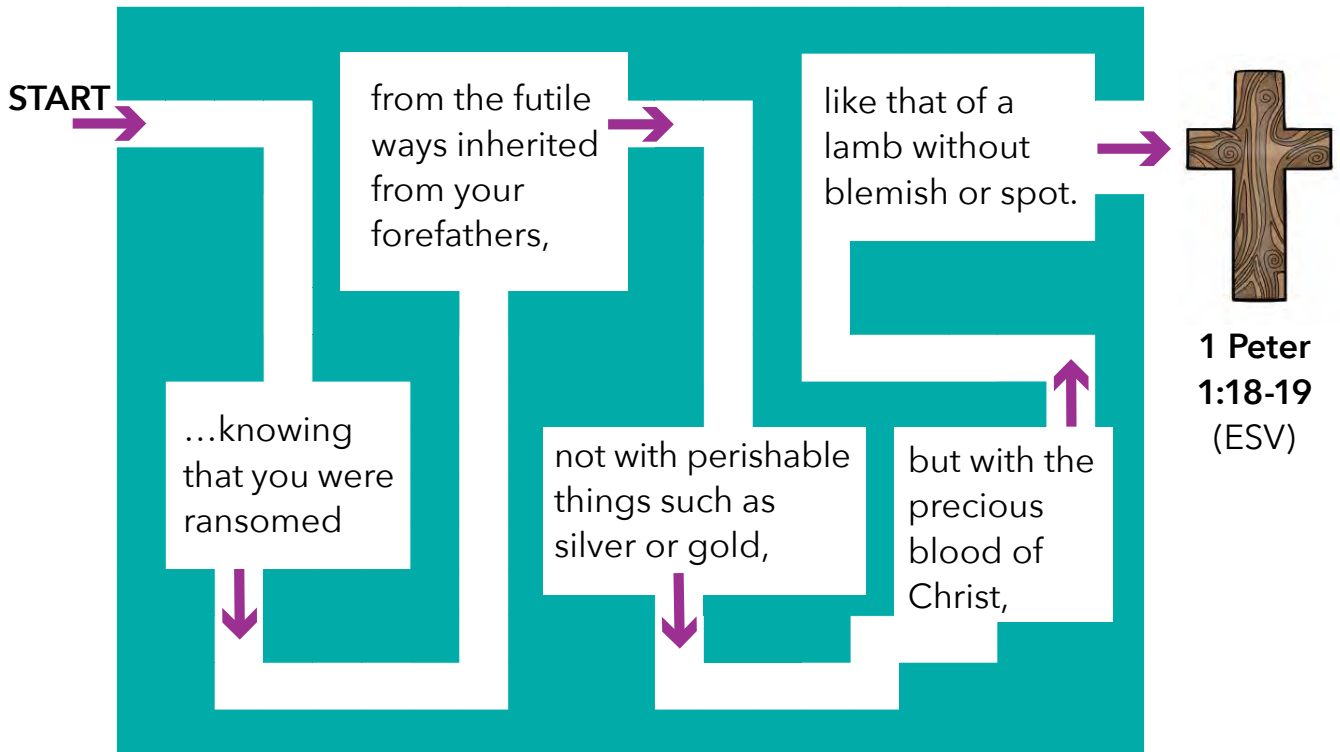 START
…knowing
that you were
ransomed
from the futile
ways inherited
from your
forefathers,
not with perishable
things such as
silver or gold,
but with the
precious
blood of
Christ,
like that of a
lamb without
blemish or spot.
1 Peter
1:18-19
(ESV)